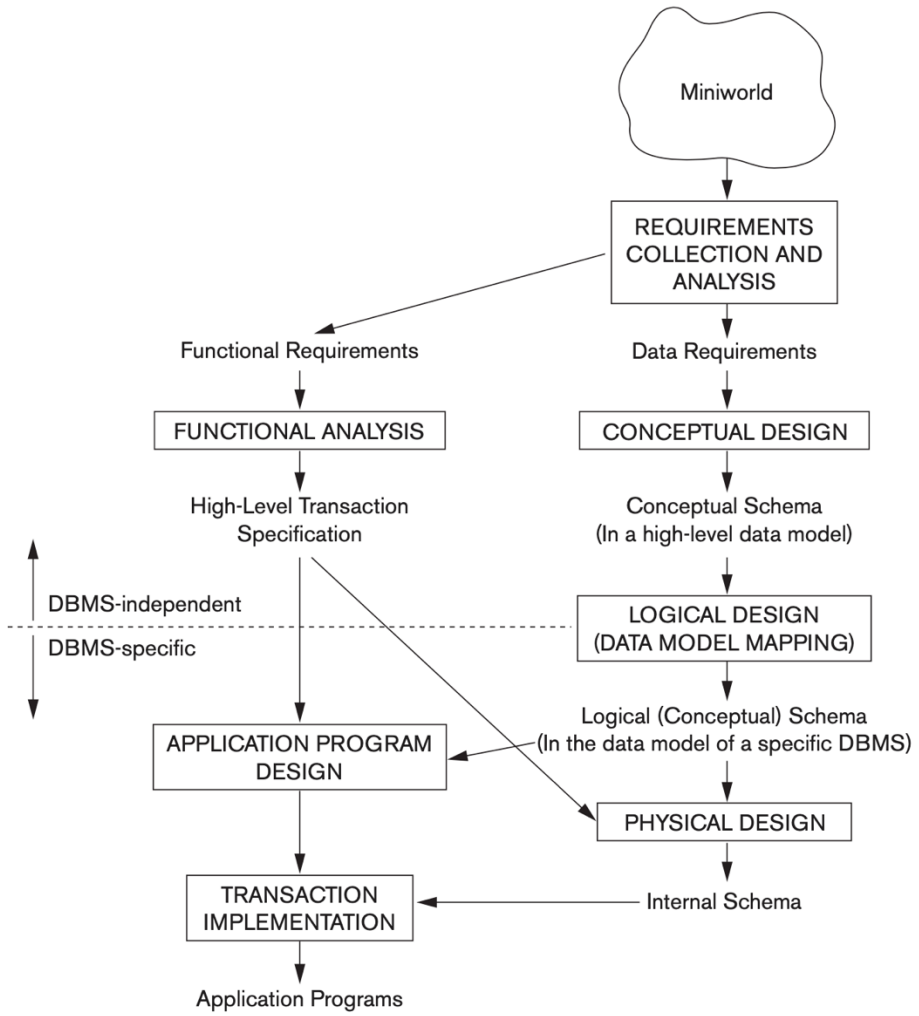 Miniworld
REQUIREMENTS
COLLECTION AND
ANALYSIS
Functional Requirements
Data Requirements
FUNCTIONAL ANALYSIS
CONCEPTUAL DESIGN
High-Level Transaction
Specification
Conceptual Schema
(In a high-level data model)
DBMS-independent
DBMS-specific
LOGICAL DESIGN
(DATA MODEL MAPPING)
Logical (Conceptual) Schema
(In the data model of a specific DBMS)
APPLICATION PROGRAM
DESIGN
PHYSICAL DESIGN
TRANSACTION
IMPLEMENTATION
Internal Schema
Application Programs